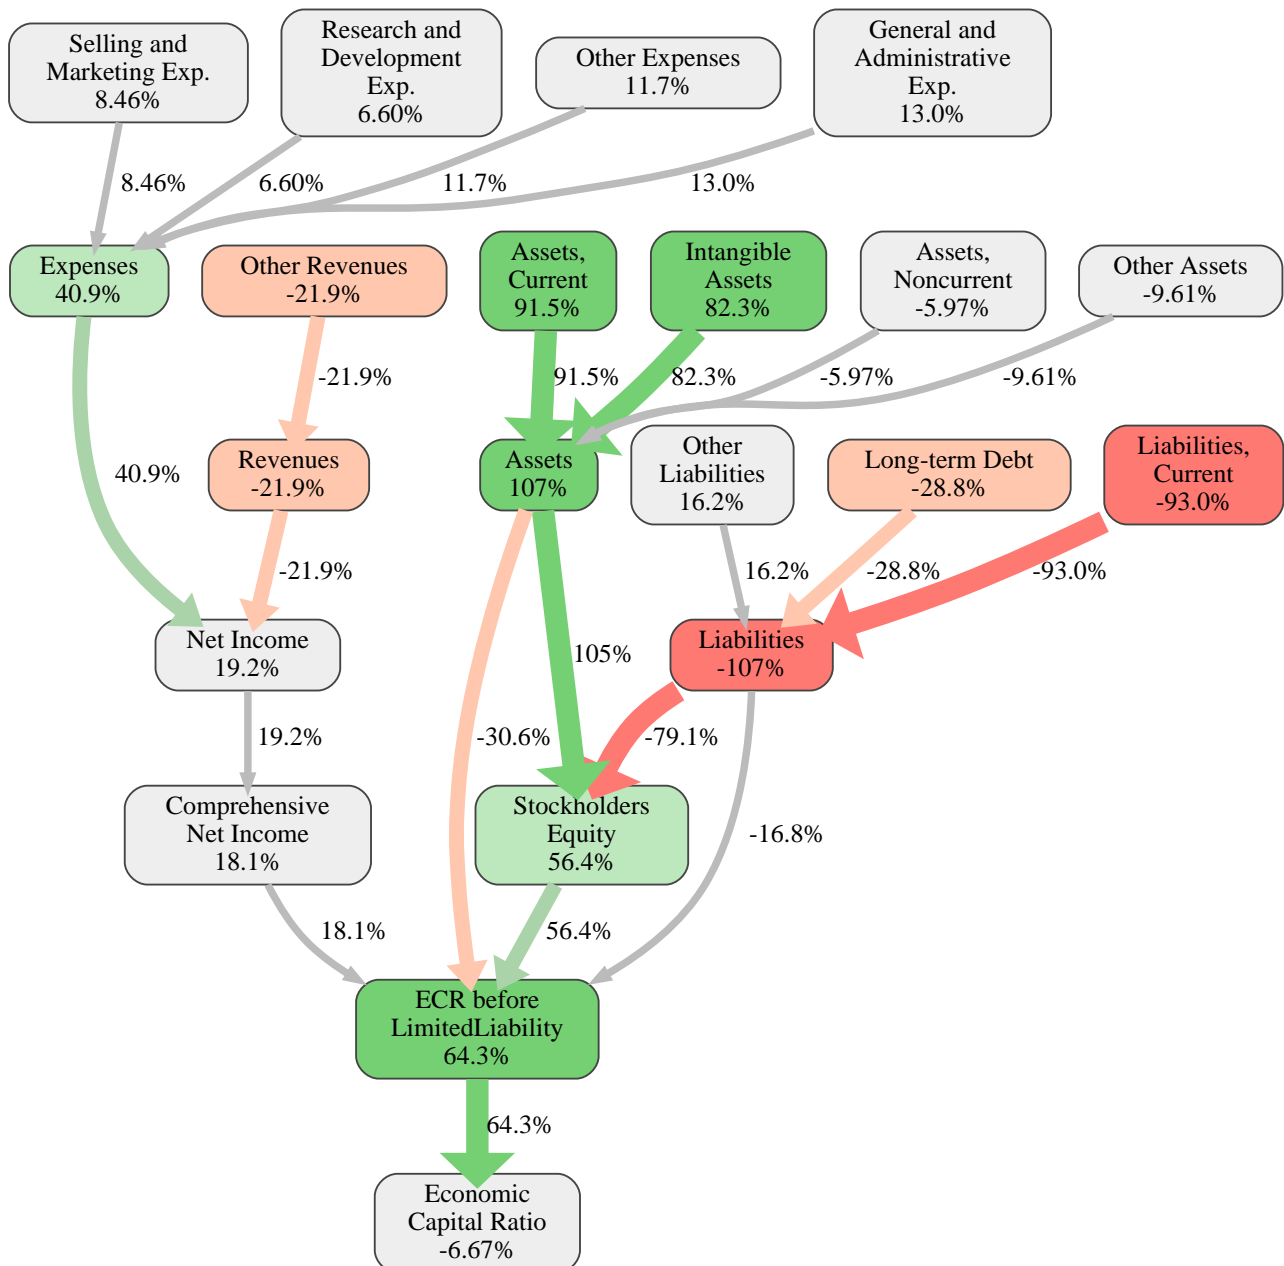 Selling and
Marketing Exp.
8.46%
Research and
Development
Exp.
6.60%
Other Expenses
11.7%
General and
Administrative
Exp.
13.0%
8.46%
6.60%
11.7%
13.0%
Expenses
40.9%
Other Revenues
-21.9%
Assets,
Current
91.5%
Intangible
Assets
82.3%
Assets,
Noncurrent
-5.97%
Other Assets
-9.61%
-21.9%
91.5%
82.3%
-5.97%
-9.61%
40.9%
Revenues
-21.9%
Assets
107%
Other
Liabilities
16.2%
Long-term Debt
-28.8%
Liabilities,
Current
-93.0%
-21.9%
16.2%
-28.8%
-93.0%
Net Income
19.2%
105%
Liabilities
-107%
19.2%
-30.6%
-79.1%
Comprehensive
Net Income
18.1%
Stockholders
Equity
56.4%
-16.8%
18.1%
56.4%
ECR before
LimitedLiability
64.3%
64.3%
Economic
Capital Ratio
-6.67%